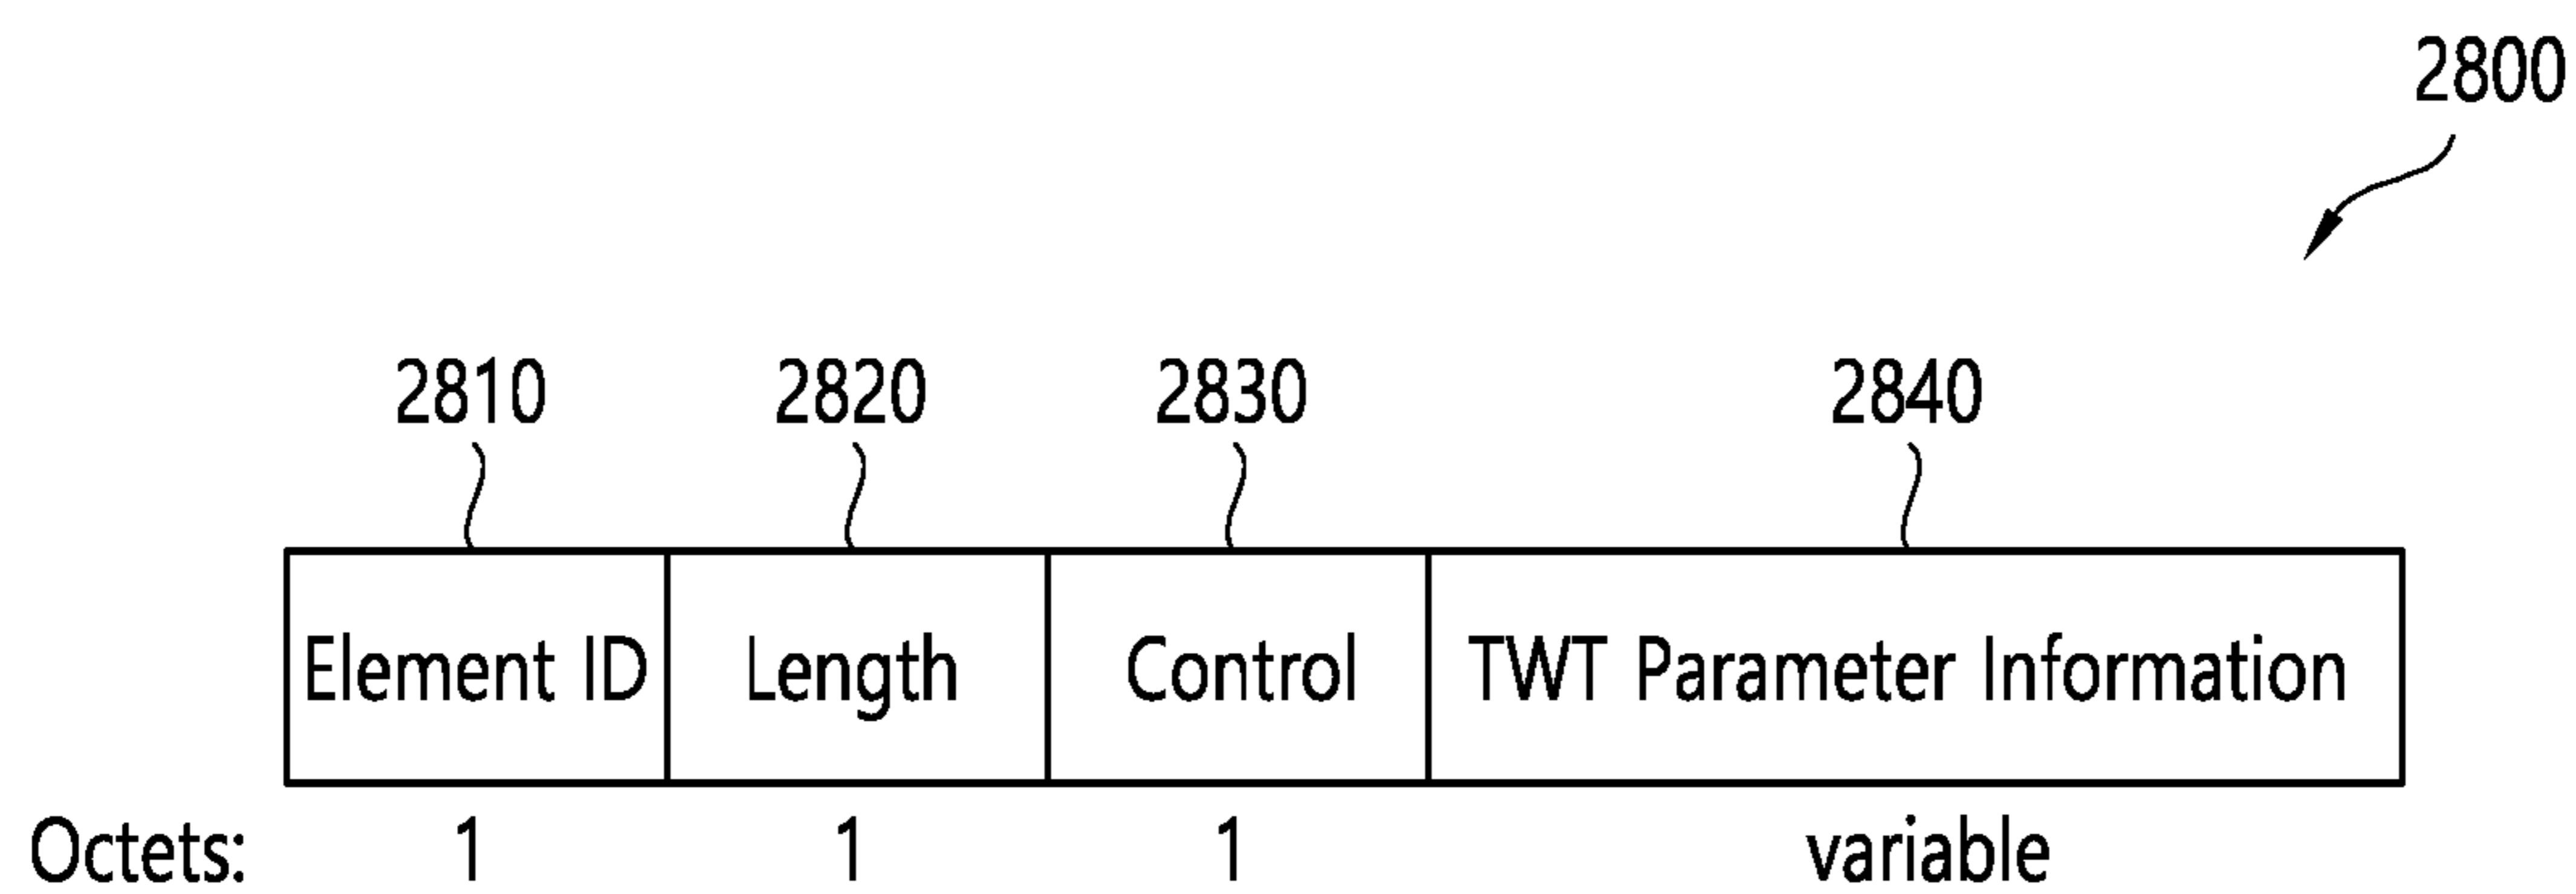 2800
2810 2820 2830 2840
Element ID Length Control TWT Parameter Information
Octets: 1 1 1 variable